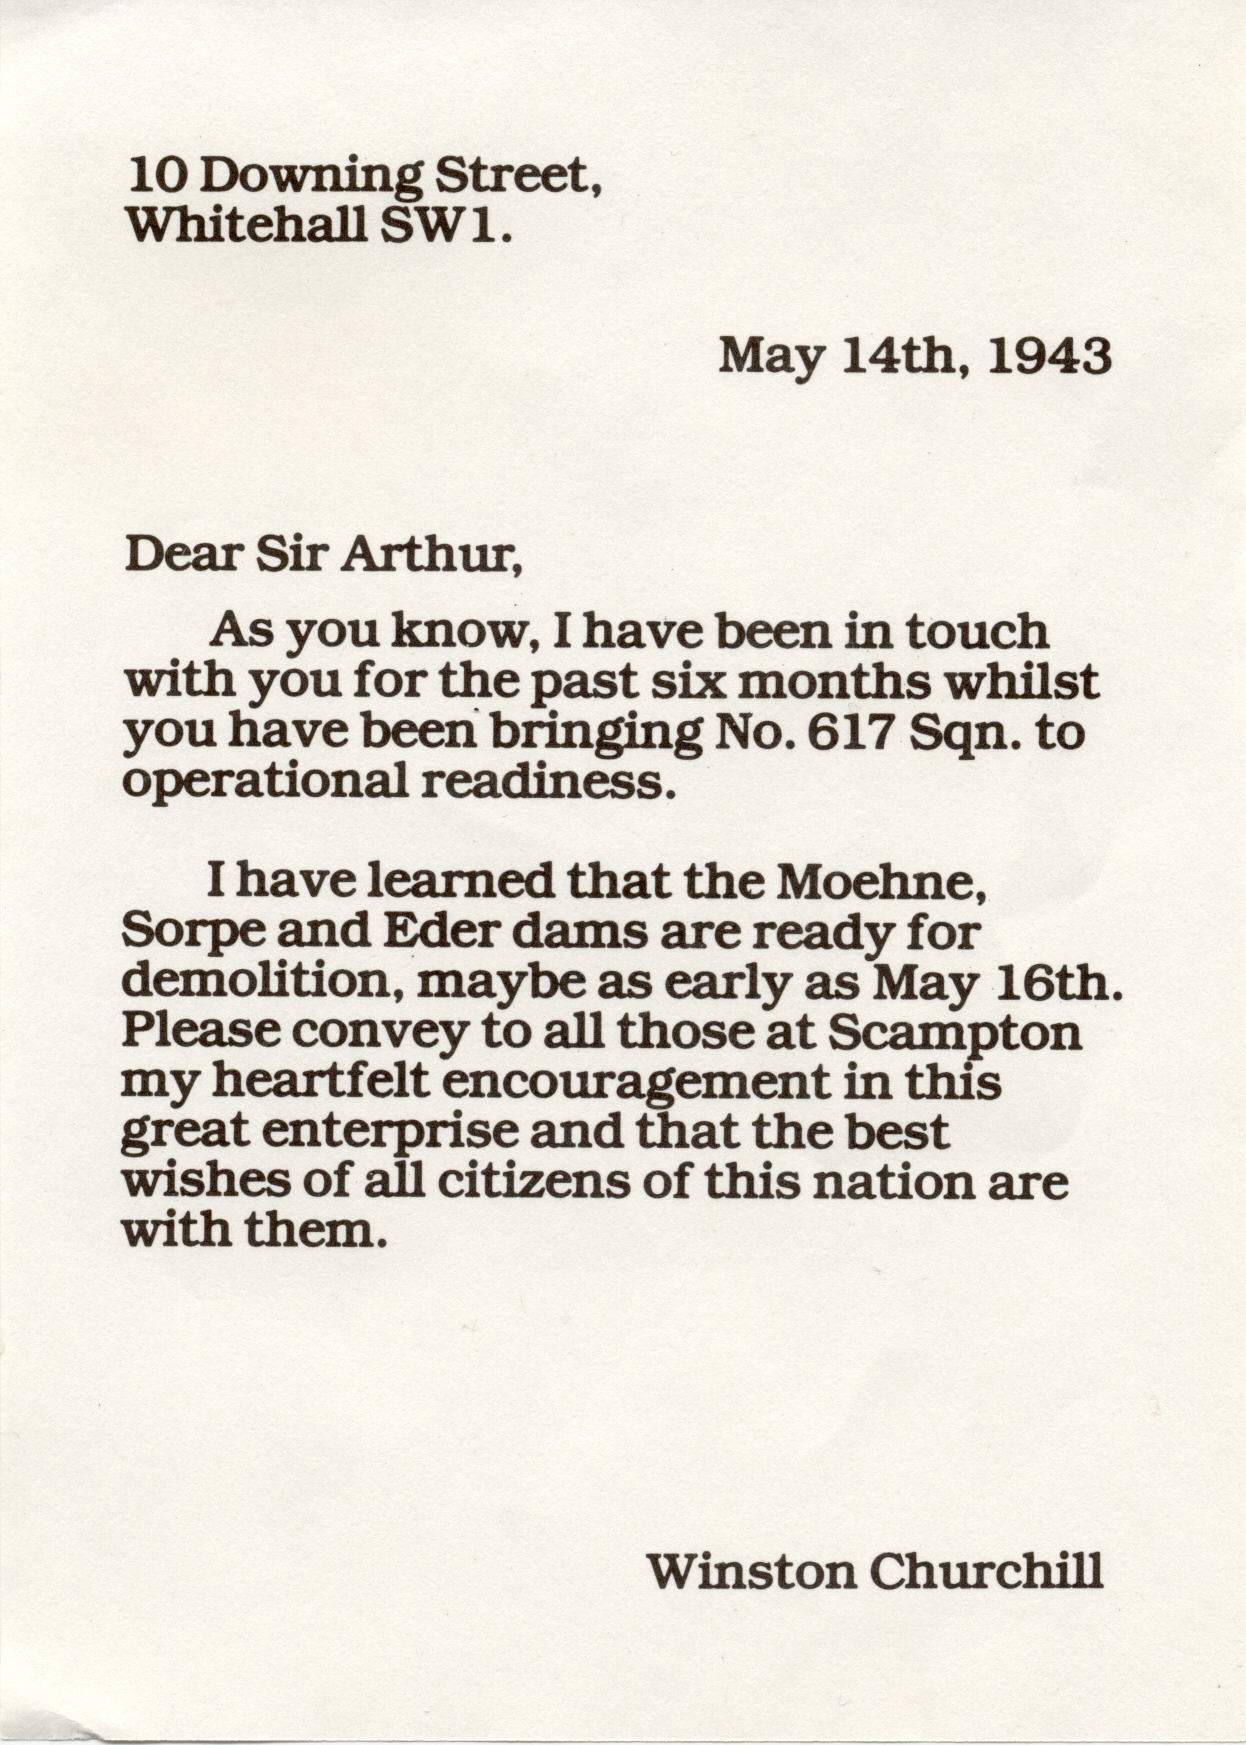 10 Downing Street,
Whitehall SW1.
May 14th, 1943
Dear Sir Arthur,
As you know, I have been in touch
with you for the past six months whilst
you have been bringing No. 617 Sqn. to
operational readiness.
I have learned that the Moehne,
Sorpe and Eder dams are ready for
demolition, maybe as early as May 16th.
Please convey to all those at Scampton
my heartfelt encouragement in this
great enterprise and that the best
wishes of all citizens of this nation are
with them.
Winston Churchill